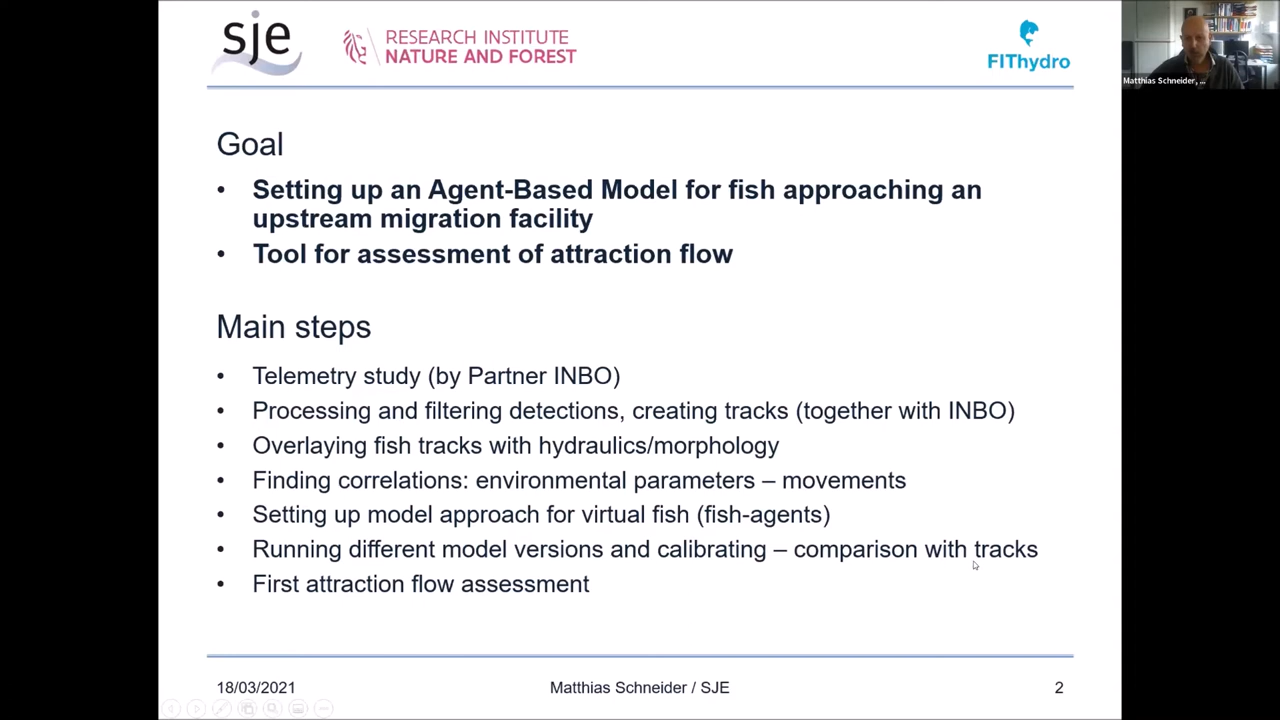 sje
RESEARCH INSTITUTE
NATURE AND FOREST
FIThydro
Matthias Schneider, ...
Goal
• Setting up an Agent-Based Model for fish approaching an
upstream migration facility
• Tool for assessment of attraction flow
Main steps
• Telemetry study (by Partner INBO)
• Processing and filtering detections, creating tracks (together with INBO)
• Overlaying fish tracks with hydraulics/morphology
• Finding correlations: environmental parameters – movements
• Setting up model approach for virtual fish (fish-agents)
• Running different model versions and calibrating – comparison with tracks
• First attraction flow assessment
18/03/2021
Matthias Schneider / SJE
2